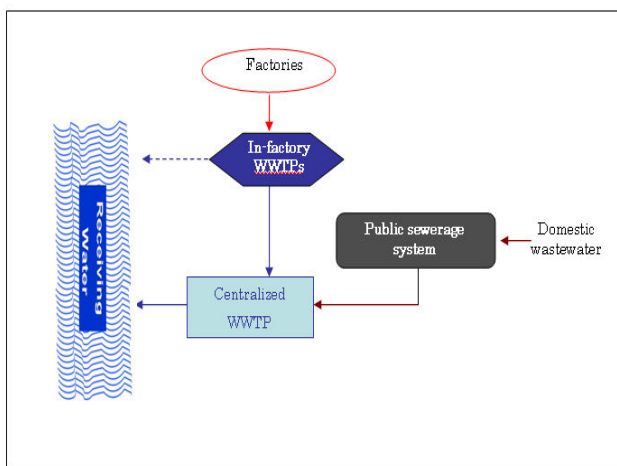 Factories
In-factory
WWTPs
Receiving
Water
Public sewerage
system
Domestic
wastewater
Centralized
WWTP